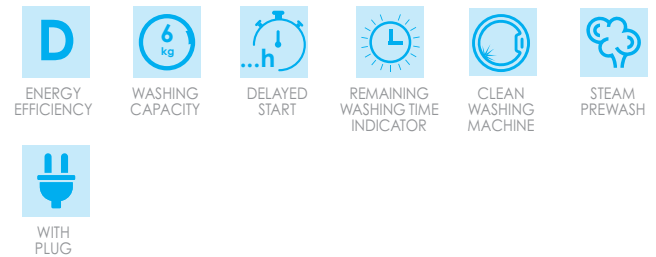 D
ENERGY
EFFICIENCY
6
kg
WASHING
CAPACITY
...h
DELAYED
START
REMAINING
WASHING TIME
INDICATOR
CLEAN
WASHING
MACHINE
STEAM
PREWASH
WITH
PLUG